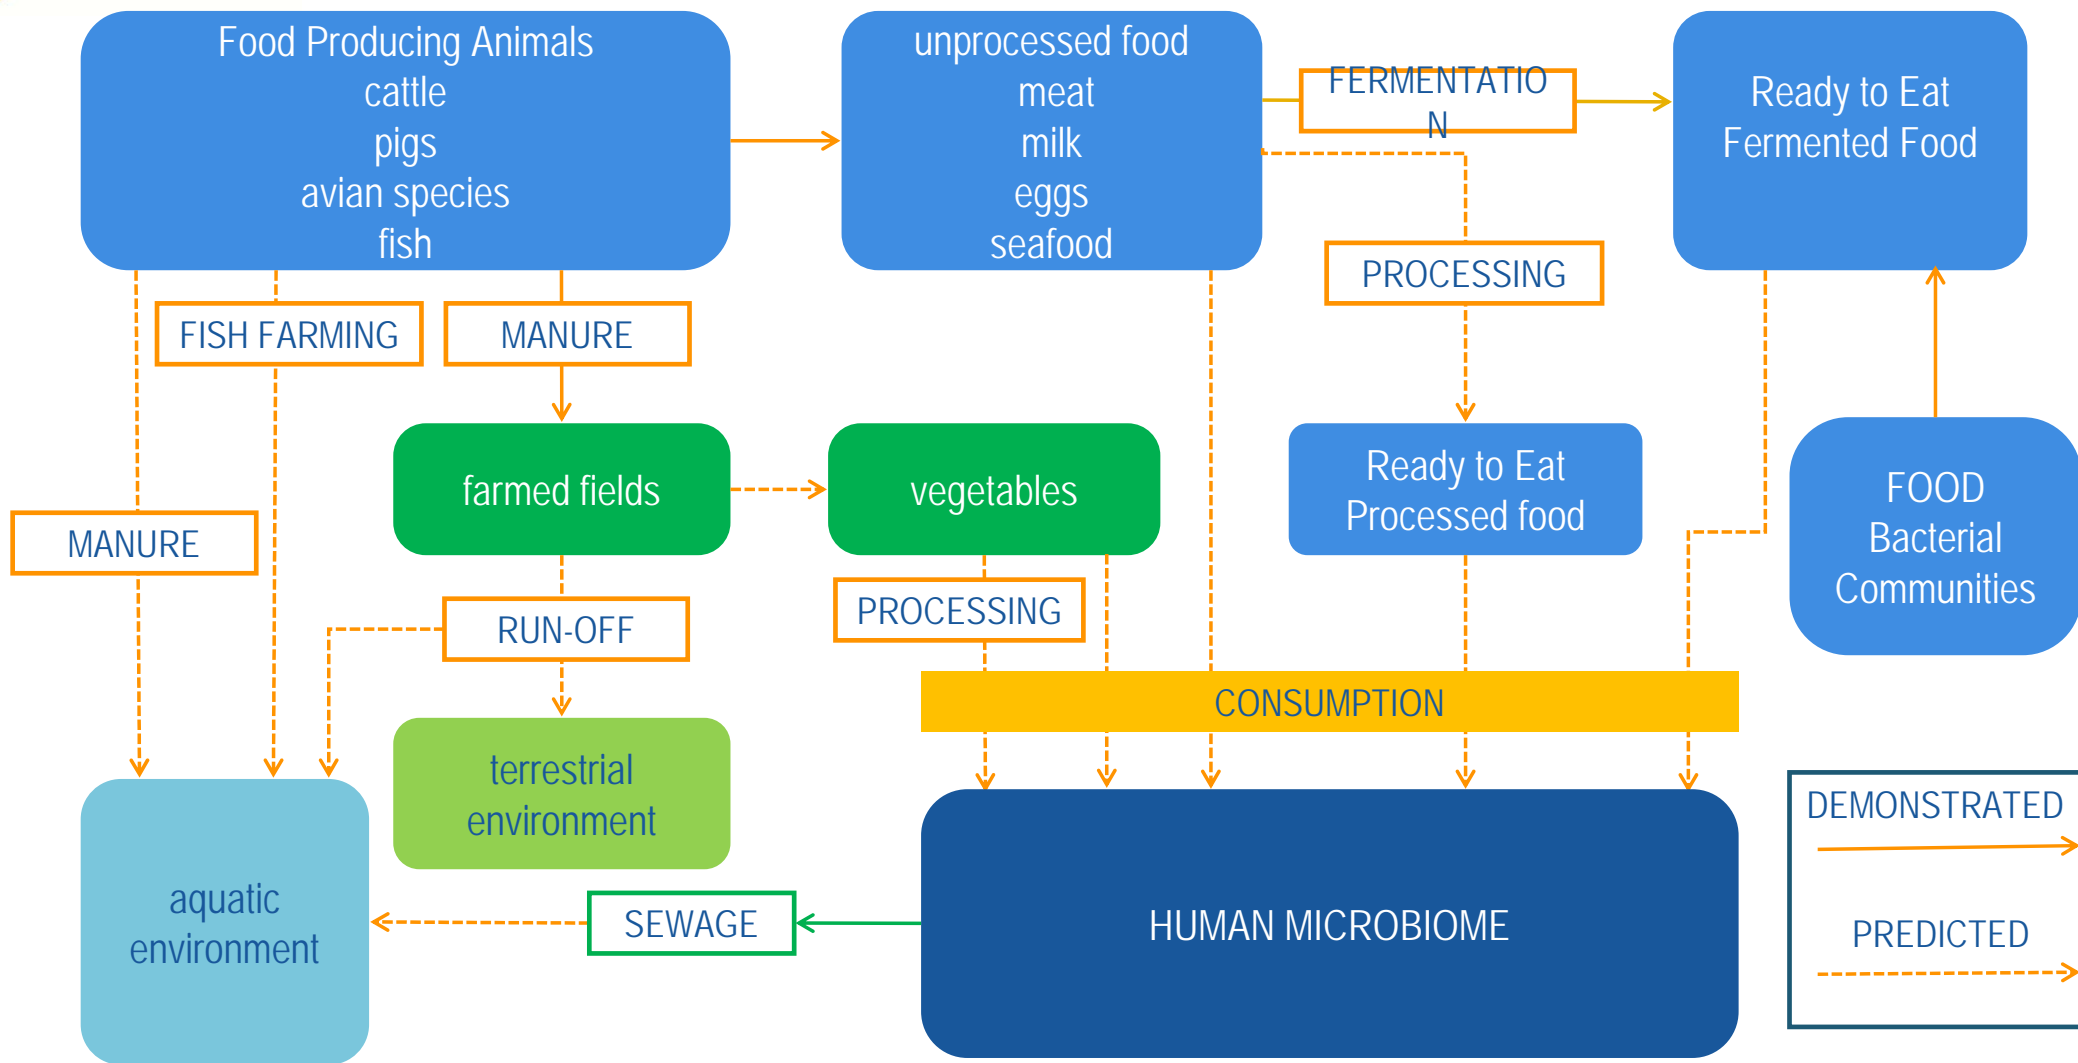 Food Producing Animals
cattle
pigs
avian species
fish
unprocessed food
meat
milk
eggs
seafood
FERMENTATIO
N
Ready to Eat
Fermented Food
PROCESSING
FISH FARMING
MANURE
farmed fields
vegetables
Ready to Eat
Processed food
FOOD
Bacterial
Communities
MANURE
RUN-OFF
PROCESSING
CONSUMPTION
terrestrial
environment
aquatic
environment
SEWAGE
HUMAN MICROBIOME
DEMONSTRATED
PREDICTED